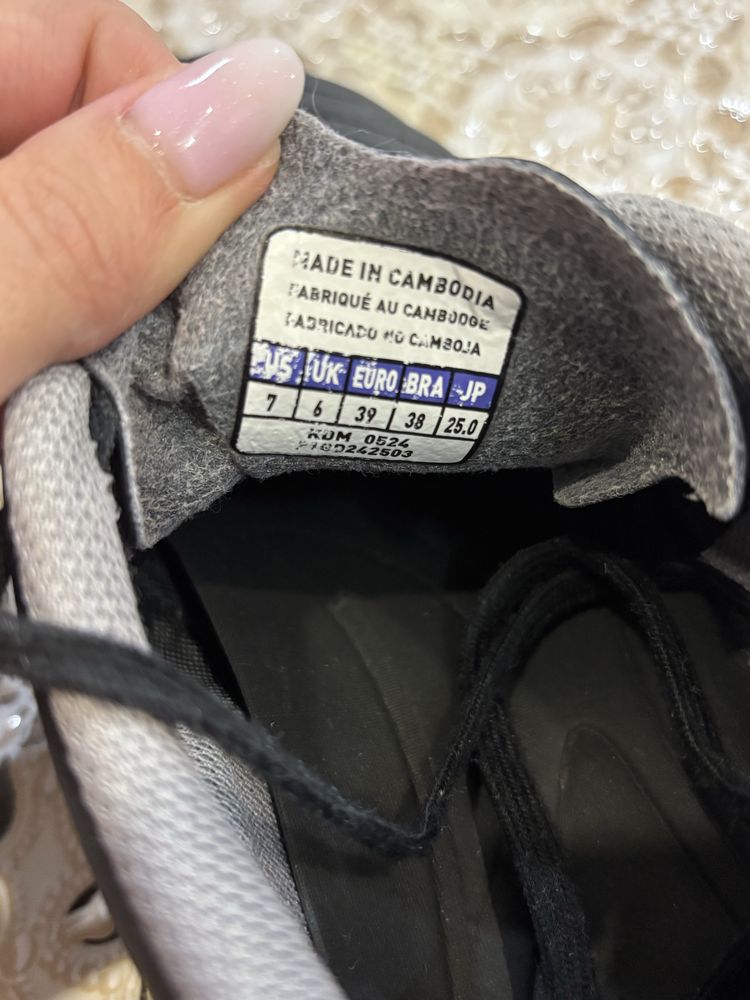 MADE IN CAMBODIA
FABRIQUÉ AU CAMBODGE
FABRICADO NO CAMBOJA
US UK EURO BRA JP
7 6 39 38 25.0
KDM 0524